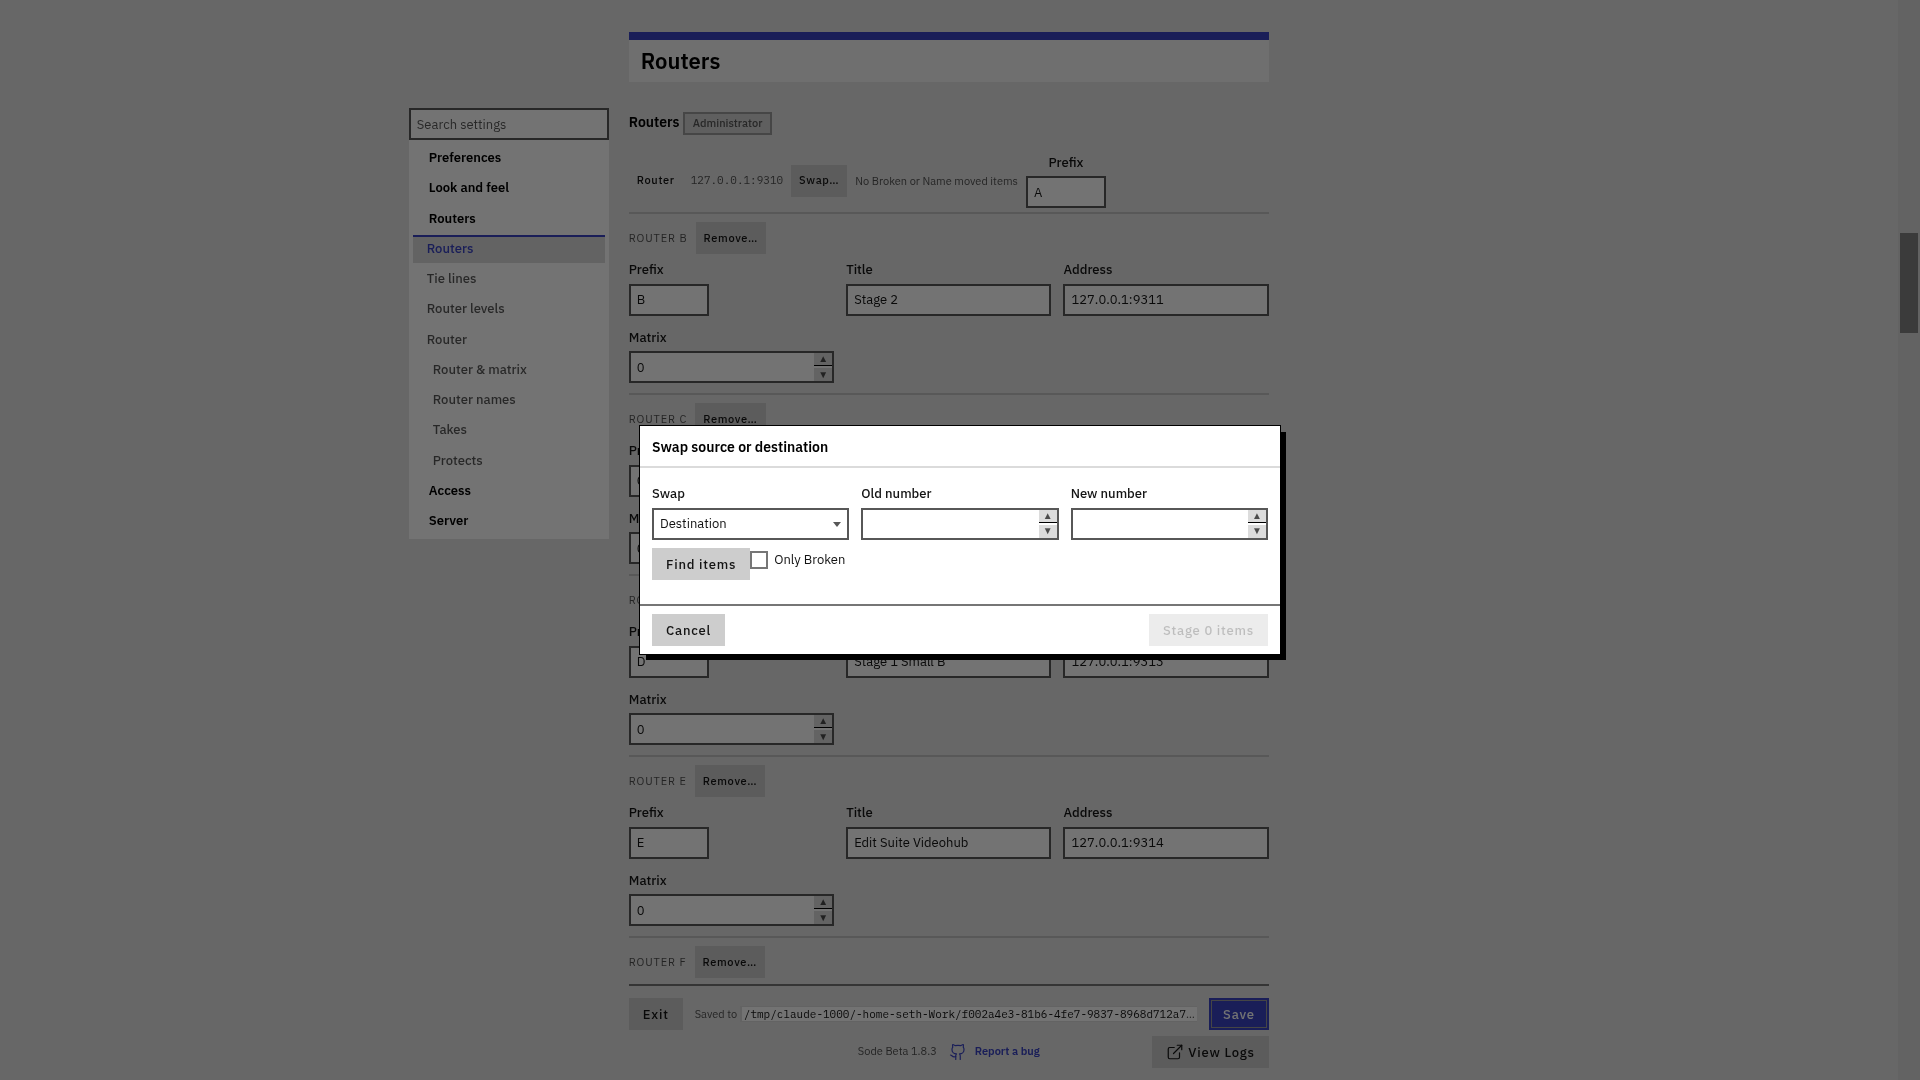 Routers
Search settings
Preferences
Look and feel
Routers
Routers
Tie lines
Router levels
Router
Router & matrix
Router names
Takes
Protects
Access
Server
Routers Administrator
Prefix
Router 127.0.0.1:9310 Swap... No Broken or Name moved items A
ROUTER B Remove...
Prefix Title Address
B Stage 2 127.0.0.1:9311
Matrix
0
ROUTER C Remove...
Swap source or destination
Swap Old number New number
Destination
Find items Only Broken
Cancel Stage 0 items
D Stage 1 Small B 127.0.0.1:9313
Matrix
0
ROUTER E Remove...
Prefix Title Address
E Edit Suite Videohub 127.0.0.1:9314
Matrix
0
ROUTER F Remove...
Exit Saved to /tmp/claude-1000/-home-seth-Work/f002a4e3-81b6-4fe7-9837-8968d712a7... Save
Sode Beta 1.8.3 Report a bug View Logs